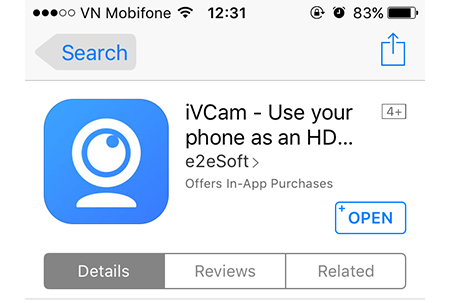 VN Mobifone 12:31 83%
Search
iVCam - Use your
phone as an HD...
4+
e2eSoft >
Offers In-App Purchases
+ OPEN
Details Reviews Related